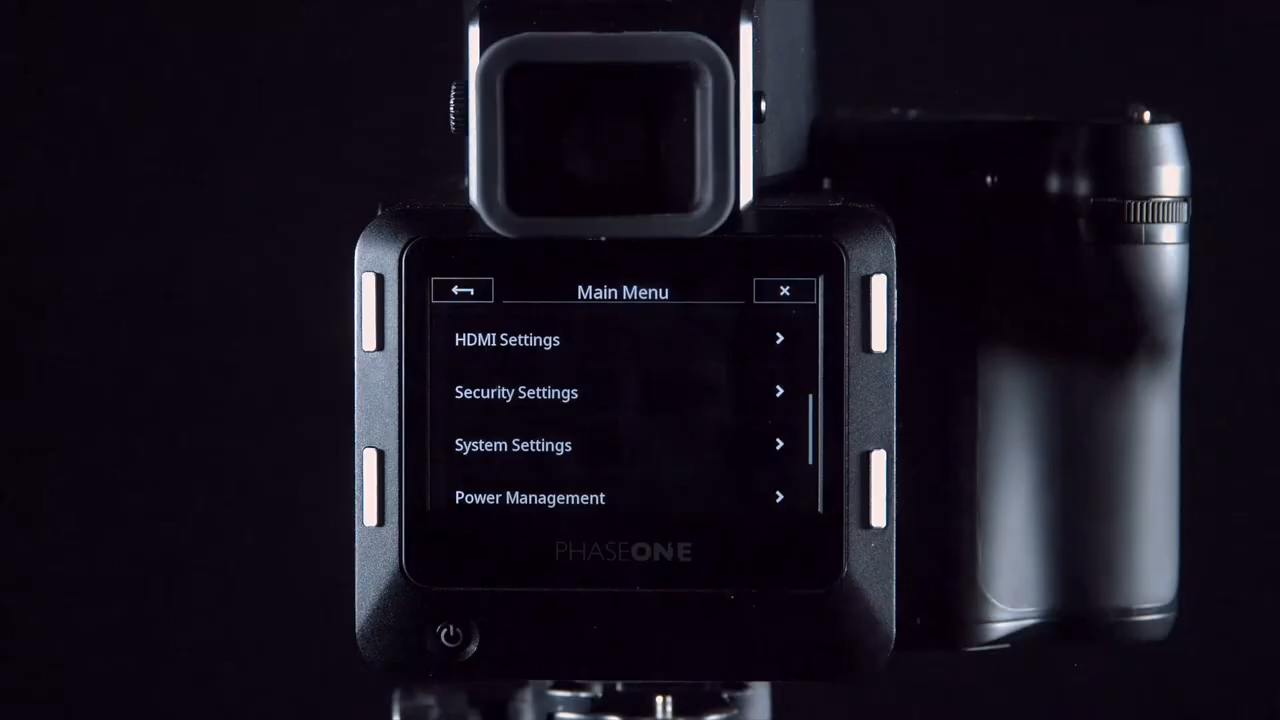 Main Menu
HDMI Settings
Security Settings
System Settings
Power Management
PHASEONE